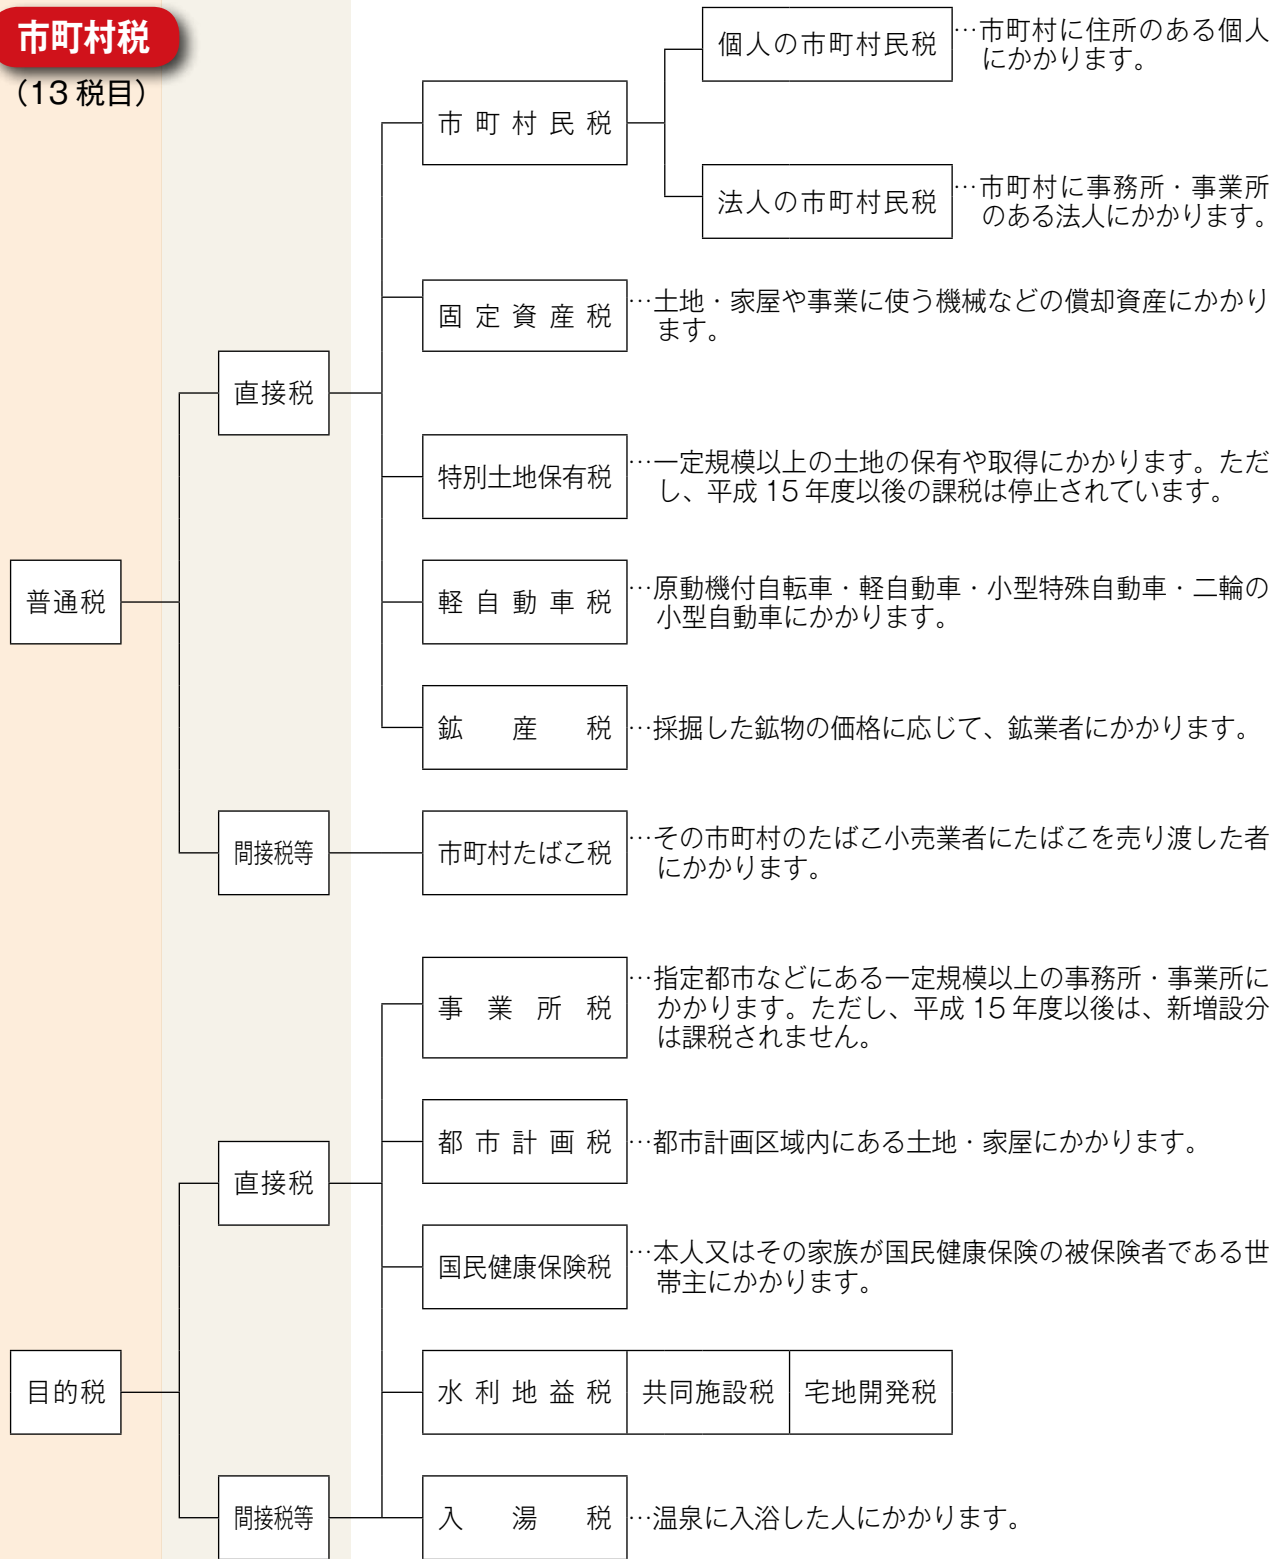 市町村税
（13 税目）
個人の市町村民税
…市町村に住所のある個人
にかかります。
市町村民税
法人の市町村民税
…市町村に事務所・事業所
のある法人にかかります。
固定資産税
…土地・家屋や事業に使う機械などの償却資産にかかり
ます。
直接税
特別土地保有税
…一定規模以上の土地の保有や取得にかかります。ただ
し、平成 15 年度以後の課税は停止されています。
普通税
軽自動車税
…原動機付自転車・軽自動車・小型特殊自動車・二輪の
小型自動車にかかります。
鉱産税
…採掘した鉱物の価格に応じて、鉱業者にかかります。
間接税等
市町村たばこ税
…その市町村のたばこ小売業者にたばこを売り渡した者
にかかります。
事業所税
…指定都市などにある一定規模以上の事務所・事業所に
かかります。ただし、平成 15 年度以後は、新増設分
は課税されません。
都市計画税
…都市計画区域内にある土地・家屋にかかります。
直接税
国民健康保険税
…本人又はその家族が国民健康保険の被保険者である世
帯主にかかります。
目的税
水利地益税
共同施設税
宅地開発税
間接税等
入湯税
…温泉に入浴した人にかかります。